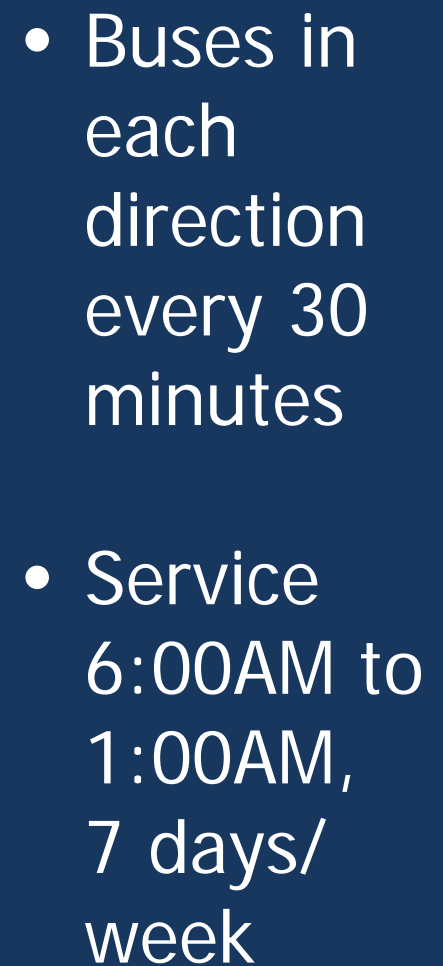 • Buses in
each
direction
every 30
minutes
• Service
6:00AM to
1:00AM,
7 days/
week